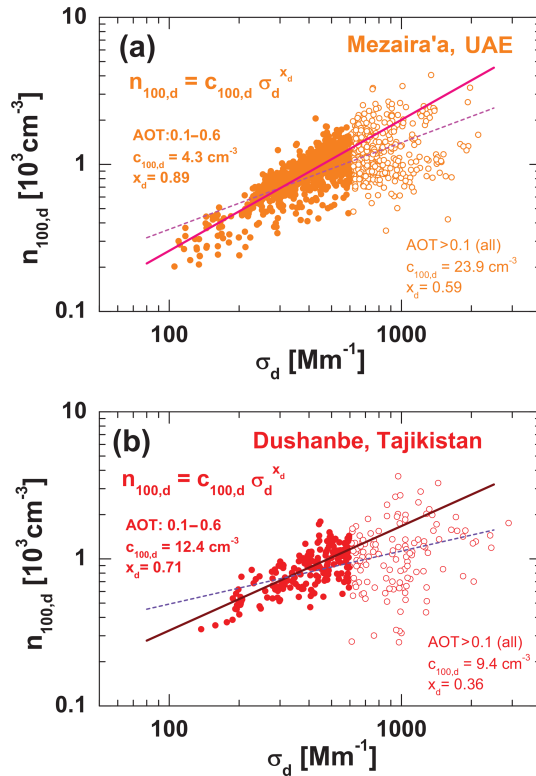 (a)
Mezaira'a, UAE
n100,d = c100,d σd^xd
AOT:0.1–0.6
c100,d = 4.3 cm-3
xd= 0.89
AOT>0.1 (all)
c100,d = 23.9 cm-3
xd= 0.59
10
1
0.1
n100,d [10^3cm-3]
100
1000
σd [Mm-1]
(b)
Dushanbe, Tajikistan
n100,d = c100,d σd^xd
AOT: 0.1–0.6
c100,d = 12.4 cm-3
xd= 0.71
AOT>0.1 (all)
c100,d = 9.4 cm-3
xd= 0.36
10
1
0.1
n100,d [10^3cm-3]
100
1000
σd [Mm-1]